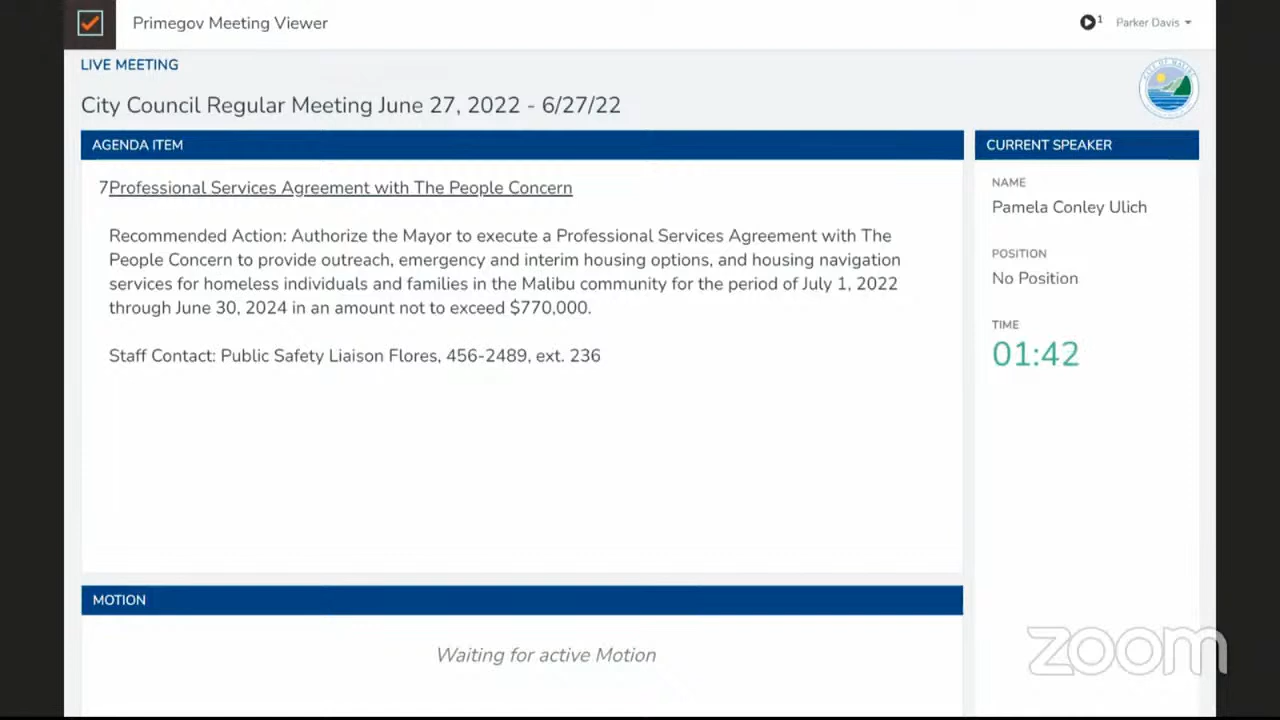 Primegov Meeting Viewer
1 Parker Davis
LIVE MEETING
City Council Regular Meeting June 27, 2022 - 6/27/22
AGENDA ITEM
CURRENT SPEAKER
7Professional Services Agreement with The People Concern
Recommended Action: Authorize the Mayor to execute a Professional Services Agreement with The
People Concern to provide outreach, emergency and interim housing options, and housing navigation
services for homeless individuals and families in the Malibu community for the period of July 1, 2022
through June 30, 2024 in an amount not to exceed $770,000.
Staff Contact: Public Safety Liaison Flores, 456-2489, ext. 236
NAME
Pamela Conley Ulich
POSITION
No Position
TIME
01:42
MOTION
Waiting for active Motion
zoom